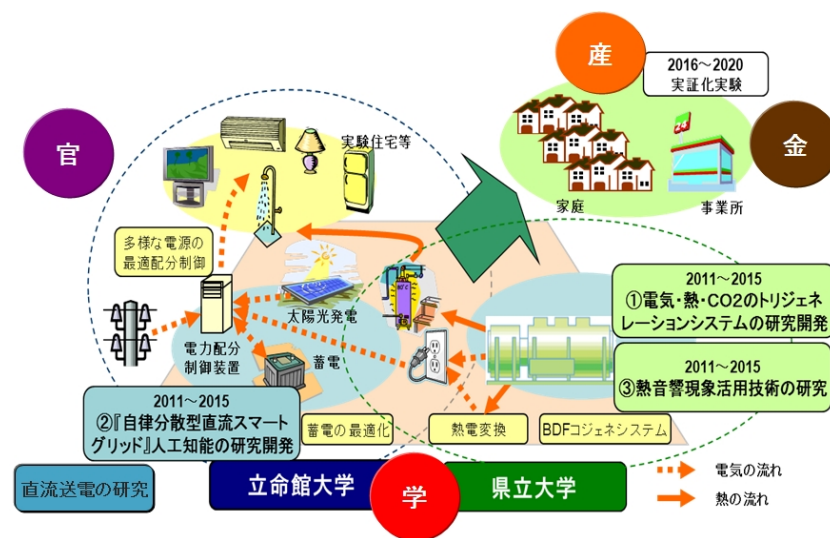 産
2016～2020
実証化実験
官
金
実験住宅等
家庭
事業所
多様な電源の
最適配分制御
太陽光発電
2011～2015
①電気・熱・CO2のトリジェネ
レーションシステムの研究開発
電力配分
制御装置
蓄電
2011～2015
③熱音響現象活用技術の研究
2011～2015
②『自律分散型直流スマート
グリッド』人工知能の研究開発
蓄電の最適化
熱電変換
BDFコジェネシステム
直流送電の研究
立命館大学
学
県立大学
電気の流れ
熱の流れ